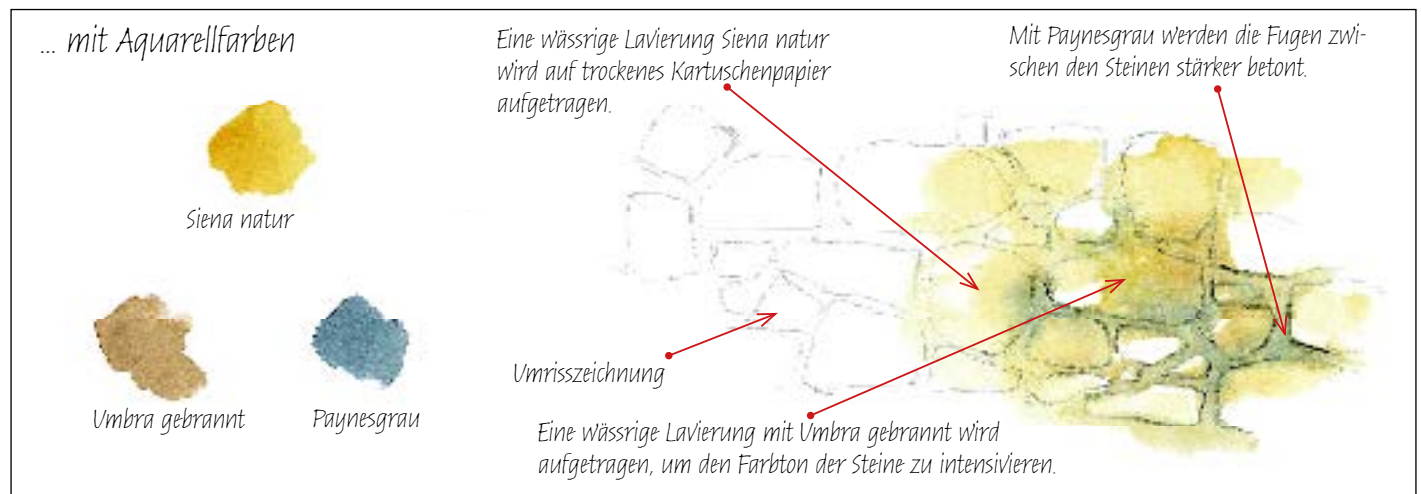 ... mit Aquarellfarben
Siena natur
Umbra gebrannt
Paynesgrau
Eine wässrige Lavierung Siena natur
wird auf trockenes Kartuschenpapier
aufgetragen.
Mit Paynesgrau werden die Fugen zwi-
schen den Steinen stärker betont.
Umrisszeichnung
Eine wässrige Lavierung mit Umbra gebrannt wird
aufgetragen, um den Farbton der Steine zu intensivieren.